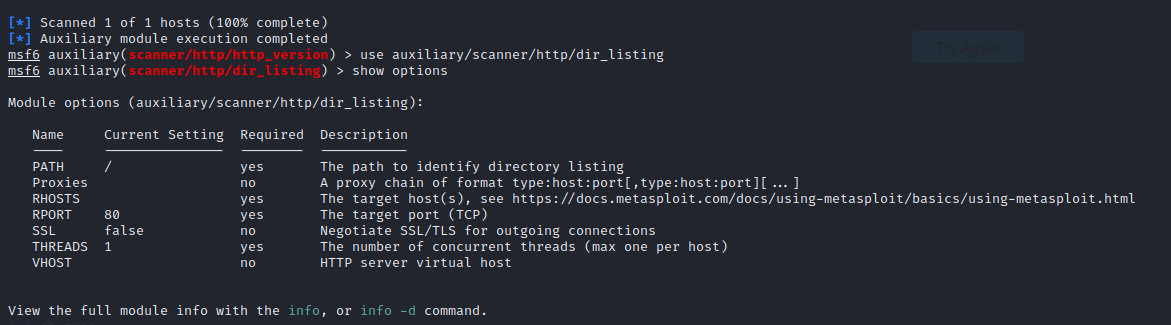 [*] Scanned 1 of 1 hosts (100% complete)
[*] Auxiliary module execution completed
msf6 auxiliary(scanner/http/http_version) > use auxiliary/scanner/http/dir_listing
Try Again
msf6 auxiliary(scanner/http/dir_listing) > show options
Module options (auxiliary/scanner/http/dir_listing):
Name Current Setting Required Description
---- --------------- -------- -----------
PATH / yes The path to identify directory listing
Proxies no A proxy chain of format type:host:port[,type:host:port][...]
RHOSTS yes The target host(s), see https://docs.metasploit.com/docs/using-metasploit/basics/using-metasploit.html
RPORT 80 yes The target port (TCP)
SSL false no Negotiate SSL/TLS for outgoing connections
THREADS 1 yes The number of concurrent threads (max one per host)
VHOST no HTTP server virtual host
View the full module info with the info, or info -d command.